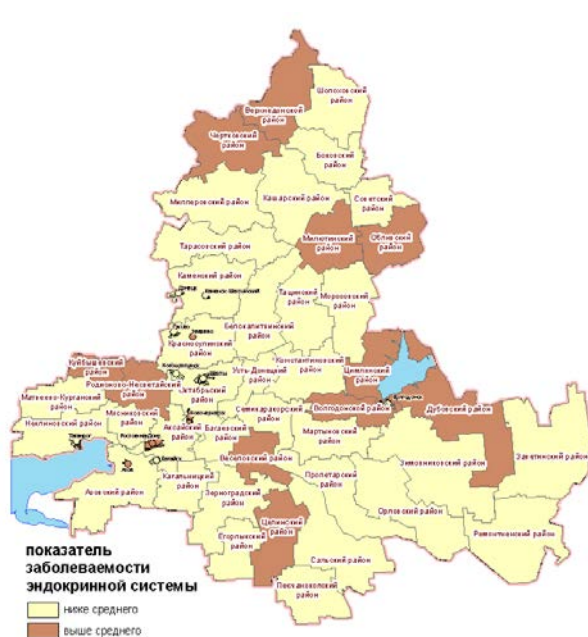 Шолоховский
район
Верхнедонской
район
Чертковский
район
Боковский
район
Миллеровский район
Кашарский район
Советский
район
Милютинский
район
Обливский
район
Тарасовский район
Каменский район
Тацинский
район
Морозовский
район
Белокалитвинский
район
Красносулинский
район
Куйбышевский
район
Родионово-Несветайский
район
Усть-Донецкий
район
Константиновский
район
Цимлянский
район
Октябрьский
район
Матвеево-Курганский
район
Мясниковский
район
Неклиновский район
Аксайский
район
Багаевский
район
Семикаракорский
район
Волгодонской район
Мартыновский
район
Дубовский район
Веселовский
район
Пролетарский
район
Зимовниковский район
Заветинский район
Азовский район
Кагальницкий
район
Зерноградский
район
Целинский
район
Орловский район
Ремонтненский район
Егорлыкский
район
Сальский
район
Песчанокопский
район
показатель
заболеваемости
эндокринной системы
ниже среднего
выше среднего